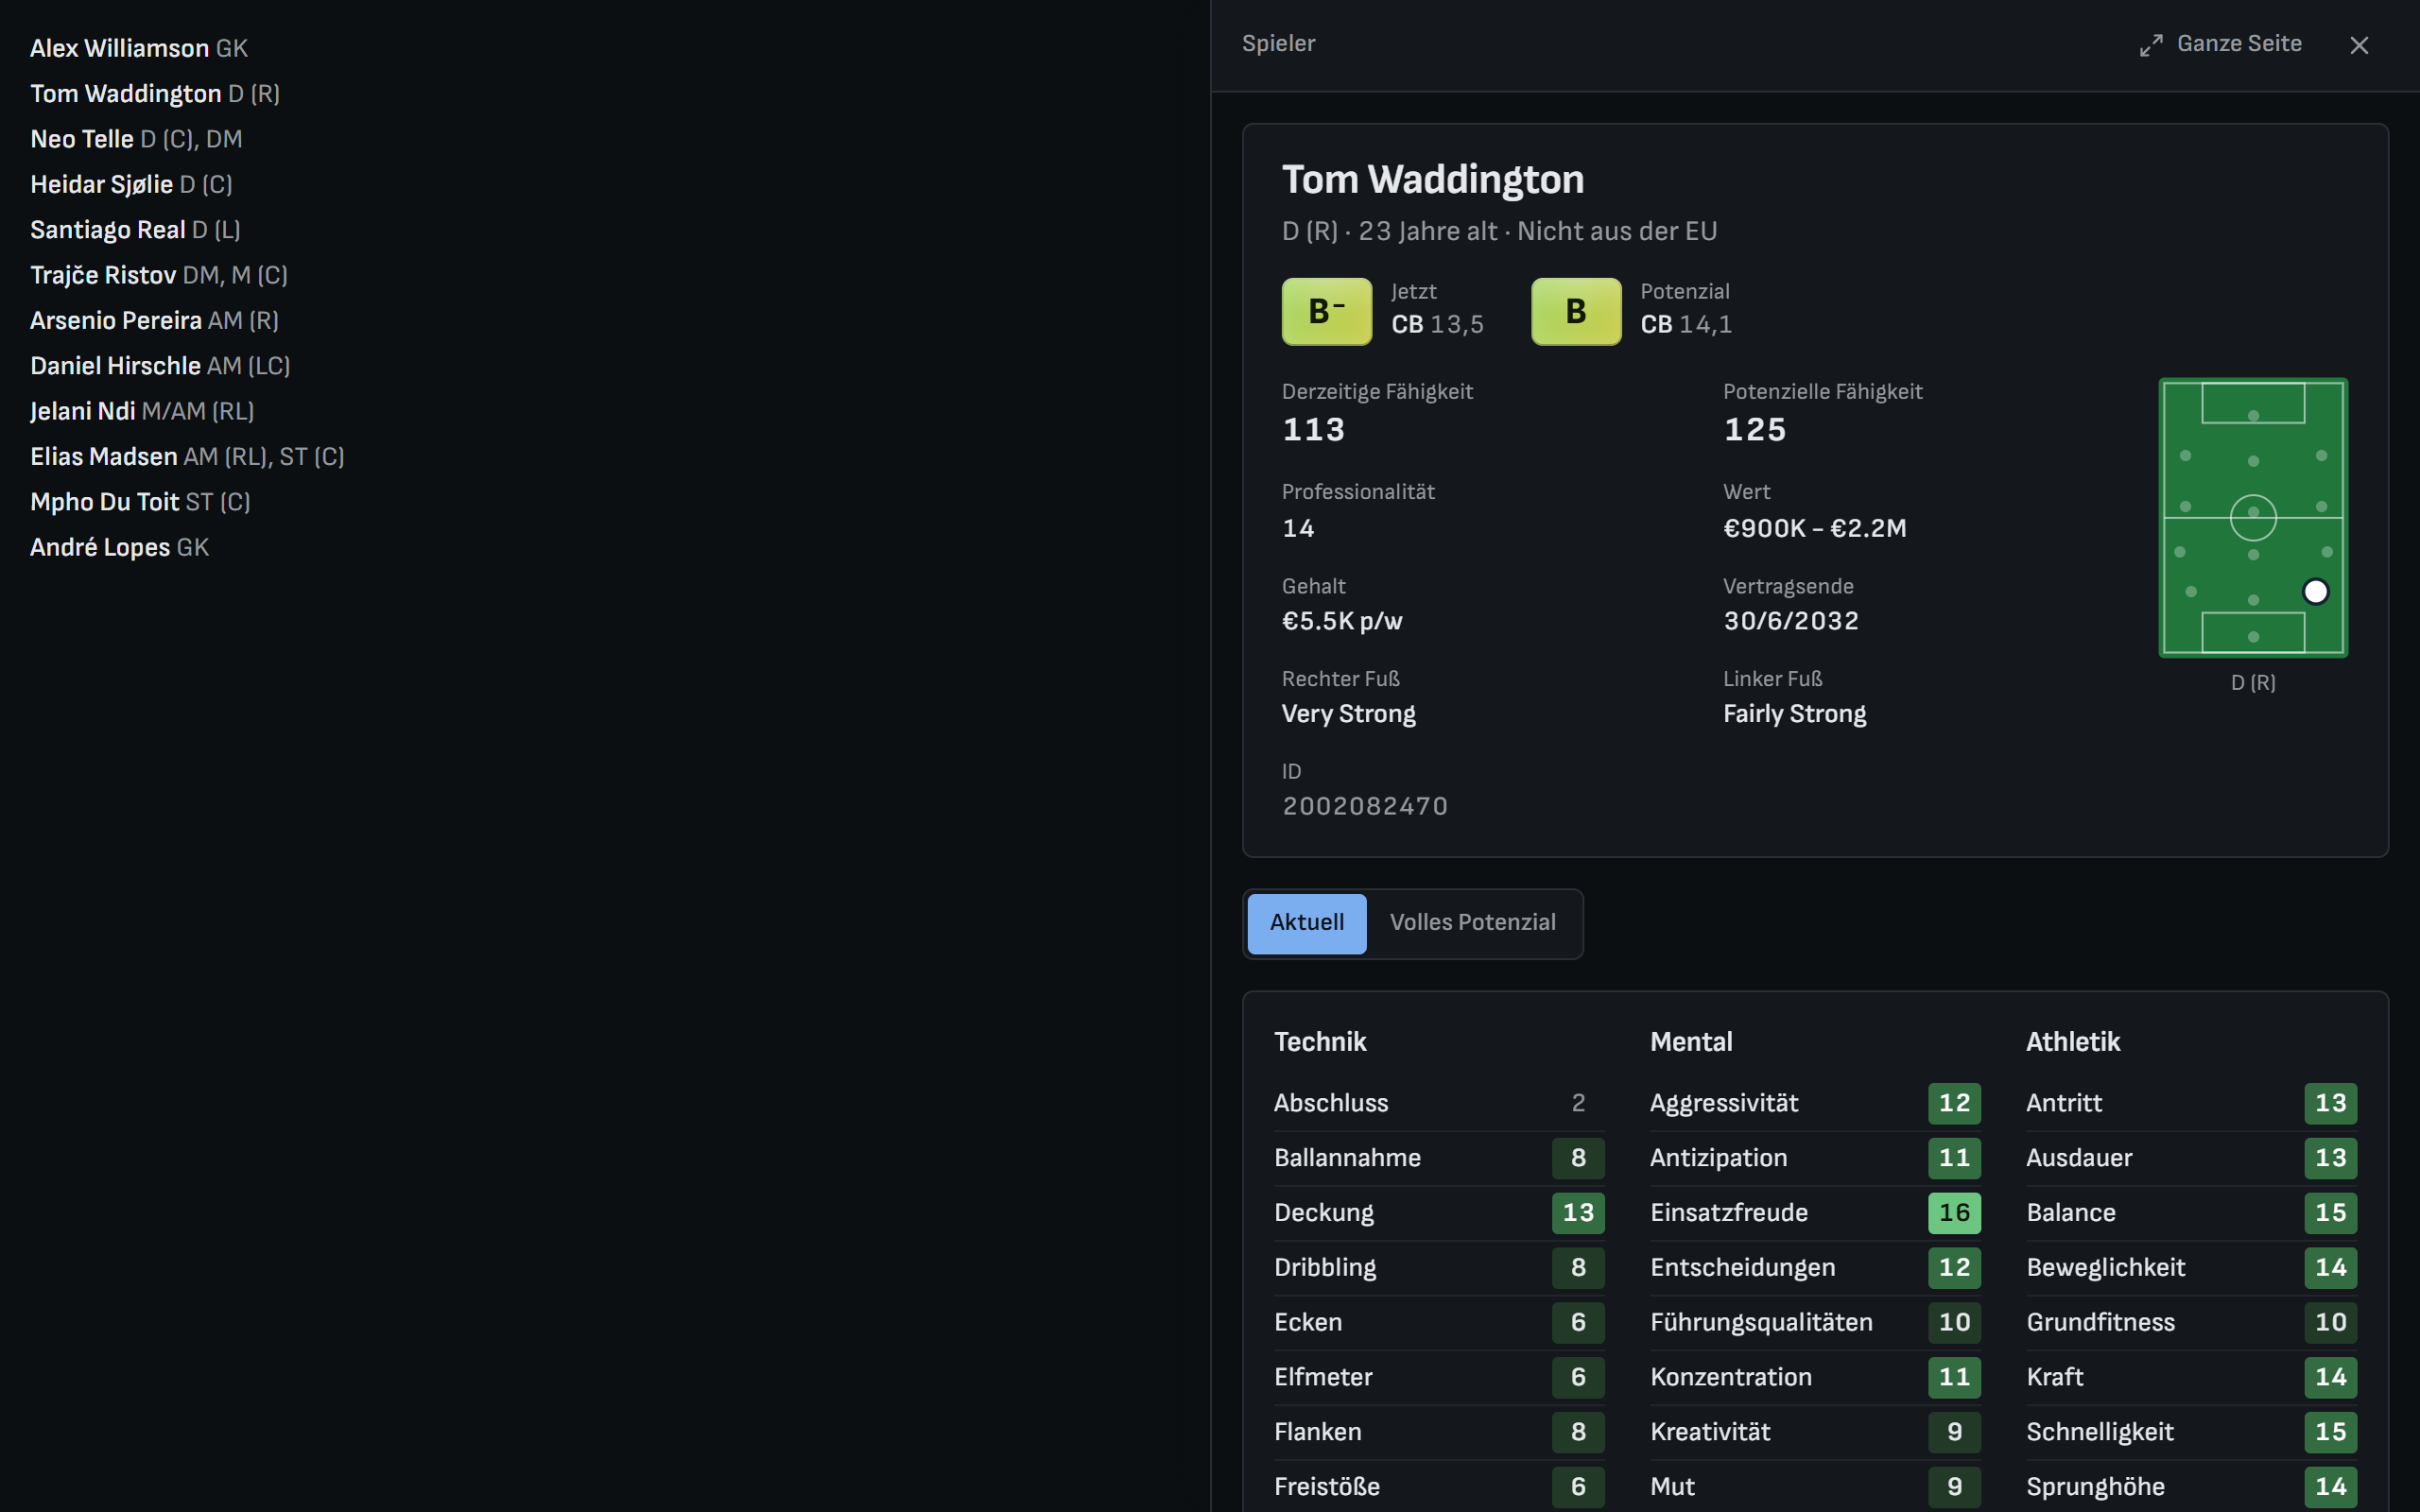 Alex Williamson GK
Tom Waddington D (R)
Neo Telle D (C), DM
Heidar Sjølie D (C)
Santiago Real D (L)
Trajče Ristov DM, M (C)
Arsenio Pereira AM (R)
Daniel Hirschle AM (LC)
Jelani Ndi M/AM (RL)
Elias Madsen AM (RL), ST (C)
Mpho Du Toit ST (C)
André Lopes GK
Spieler
Ganze Seite
Tom Waddington
D (R) · 23 Jahre alt · Nicht aus der EU
B-
Jetzt
CB 13,5
B
Potenzial
CB 14,1
Derzeitige Fähigkeit
113
Potenzielle Fähigkeit
125
Professionalität
14
Wert
€900K - €2.2M
Gehalt
€5.5K p/w
Vertragsende
30/6/2032
Rechter Fuß
Very Strong
Linker Fuß
Fairly Strong
ID
2002082470
D (R)
Aktuell
Volles Potenzial
Technik
Abschluss 2
Ballannahme 8
Deckung 13
Dribbling 8
Ecken 6
Elfmeter 6
Flanken 8
Freistöße 6
Mental
Aggressivität 12
Antizipation 11
Einsatzfreude 16
Entscheidungen 12
Führungsqualitäten 10
Konzentration 11
Kreativität 9
Mut 9
Athletik
Antritt 13
Ausdauer 13
Balance 15
Beweglichkeit 14
Grundfitness 10
Kraft 14
Schnelligkeit 15
Sprunghöhe 14